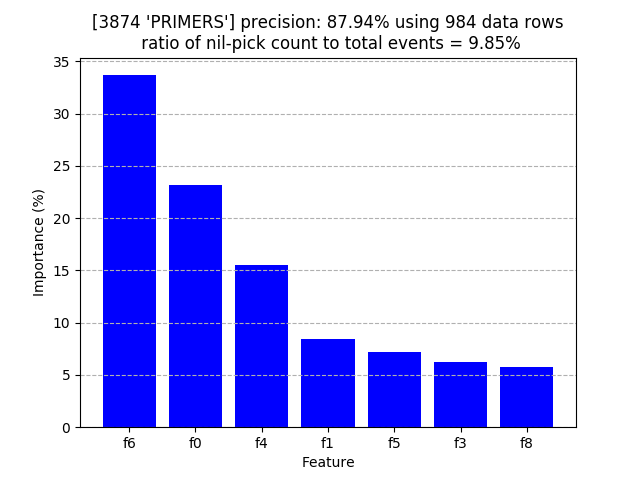 [3874 'PRIMERS'] precision: 87.94% using 984 data rows
ratio of nil-pick count to total events = 9.85%
35
30
25
20
15
10
5
0
Importance (%)
f6 f0 f4 f1 f5 f3 f8
Feature